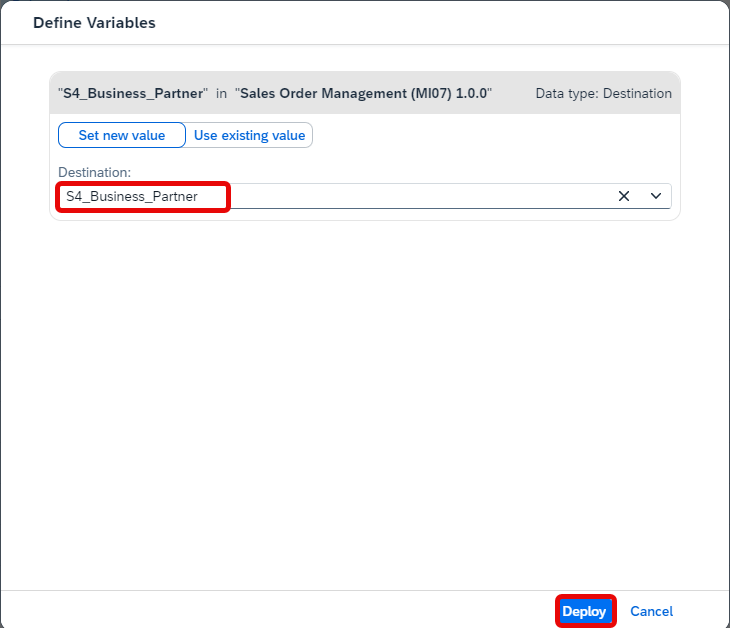 Define Variables
"S4_Business_Partner" in "Sales Order Management (MI07) 1.0.0" Data type: Destination
Set new value Use existing value
Destination:
S4_Business_Partner
Deploy Cancel